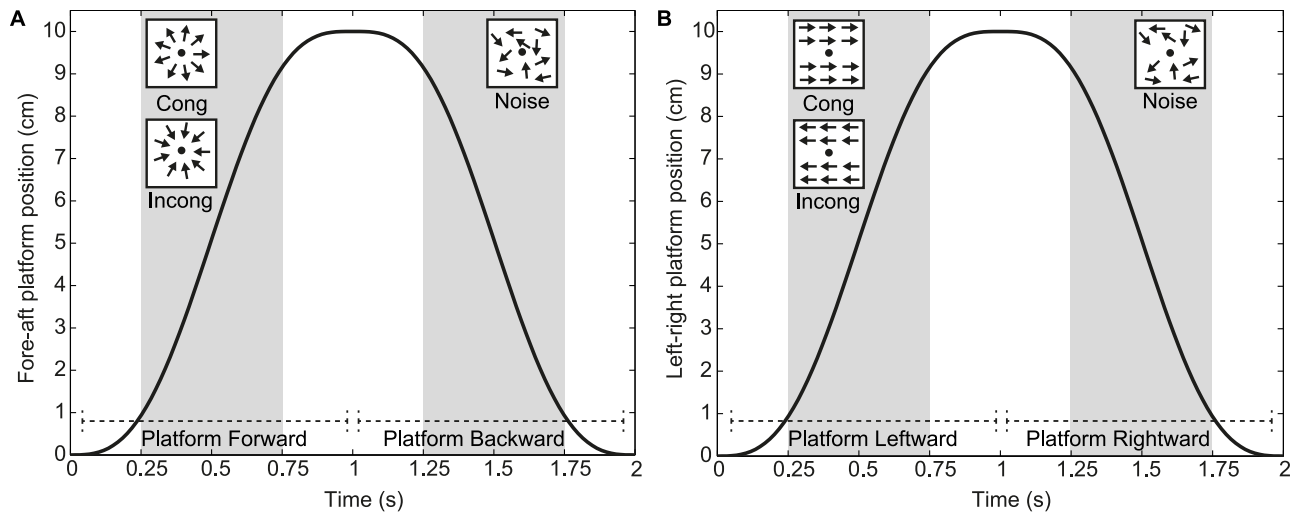 A
Fore-aft platform position (cm)
10
9
8
7
6
5
4
3
2
1
0
Cong
Incong
Noise
Platform Forward
Platform Backward
0 0.25 0.5 0.75 1 1.25 1.5 1.75 2
Time (s)
B
Left-right platform position (cm)
10
9
8
7
6
5
4
3
2
1
0
Cong
Incong
Noise
Platform Leftward
Platform Rightward
0 0.25 0.5 0.75 1 1.25 1.5 1.75 2
Time (s)